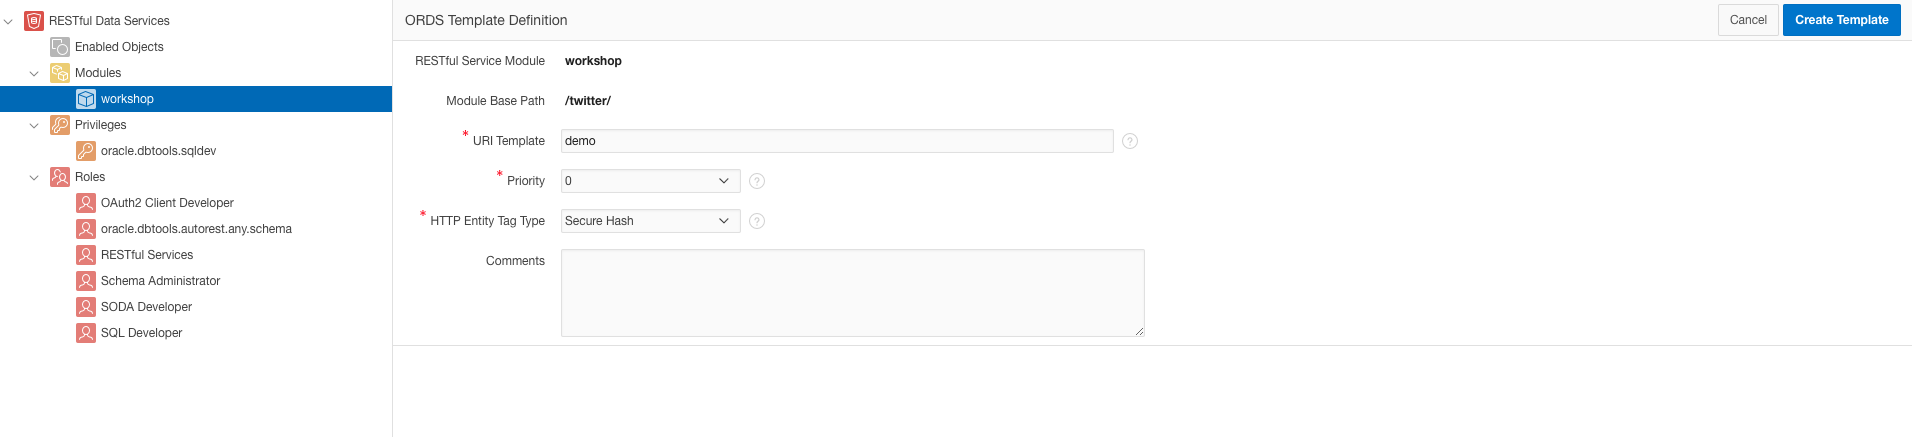 RESTful Data Services
Enabled Objects
Modules
workshop
Privileges
oracle.dbtools.sqldev
Roles
OAuth2 Client Developer
oracle.dbtools.autorest.any.schema
RESTful Services
Schema Administrator
SODA Developer
SQL Developer
ORDS Template Definition
Cancel
Create Template
RESTful Service Module workshop
Module Base Path /twitter/
* URI Template demo ?
* Priority 0 ?
* HTTP Entity Tag Type Secure Hash ?
Comments